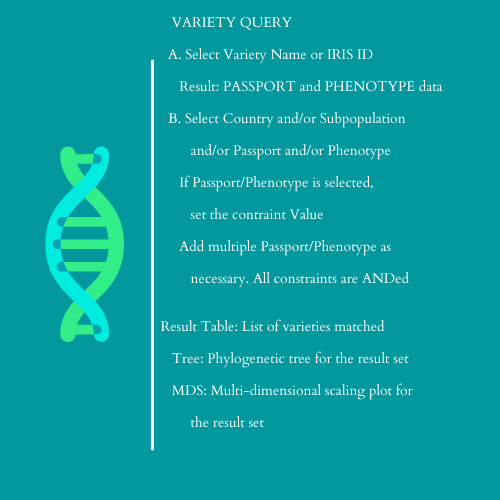 VARIETY QUERY
A. Select Variety Name or IRIS ID
Result: PASSPORT and PHENOTYPE data
B. Select Country and/or Subpopulation
and/or Passport and/or Phenotype
If Passport/Phenotype is selected,
set the contraint Value
Add multiple Passport/Phenotype as
necessary. All constraints are ANDed
Result Table: List of varieties matched
Tree: Phylogenetic tree for the result set
MDS: Multi-dimensional scaling plot for
the result set